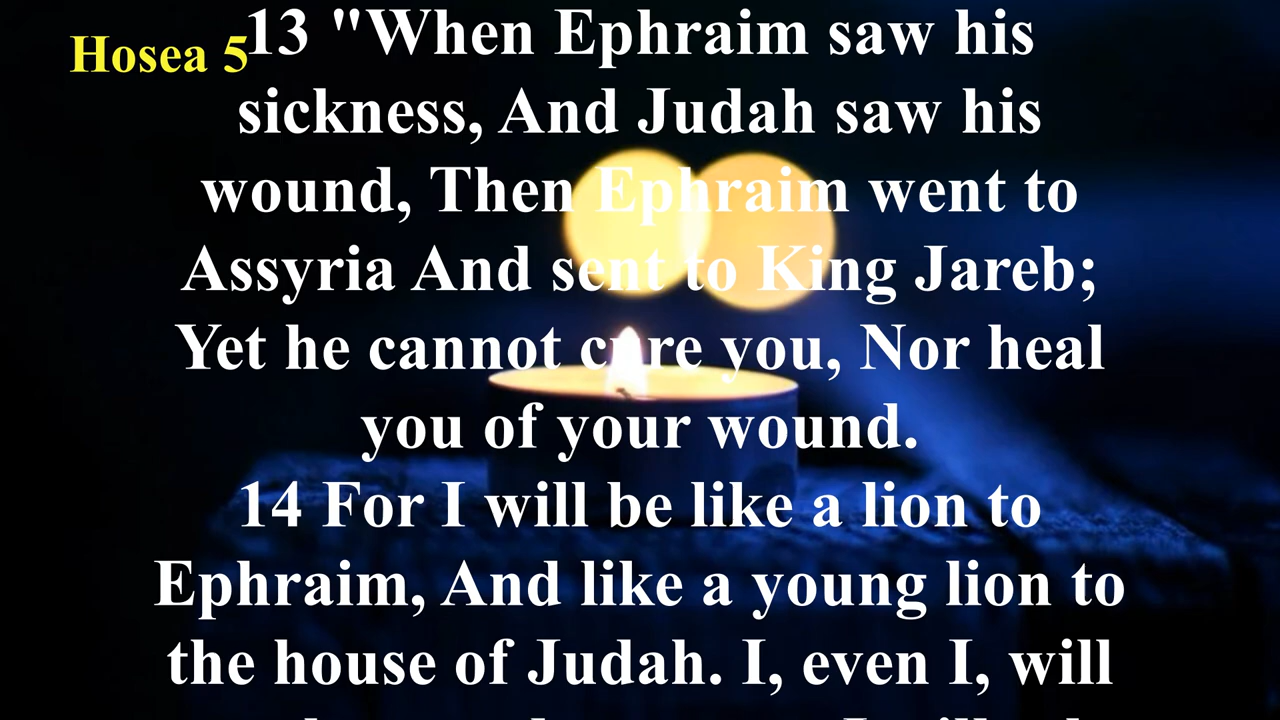 Hosea 5
13 "When Ephraim saw his
sickness, And Judah saw his
wound, Then Ephraim went to
Assyria And sent to King Jareb;
Yet he cannot cure you, Nor heal
you of your wound.
14 For I will be like a lion to
Ephraim, And like a young lion to
the house of Judah. I, even I, will